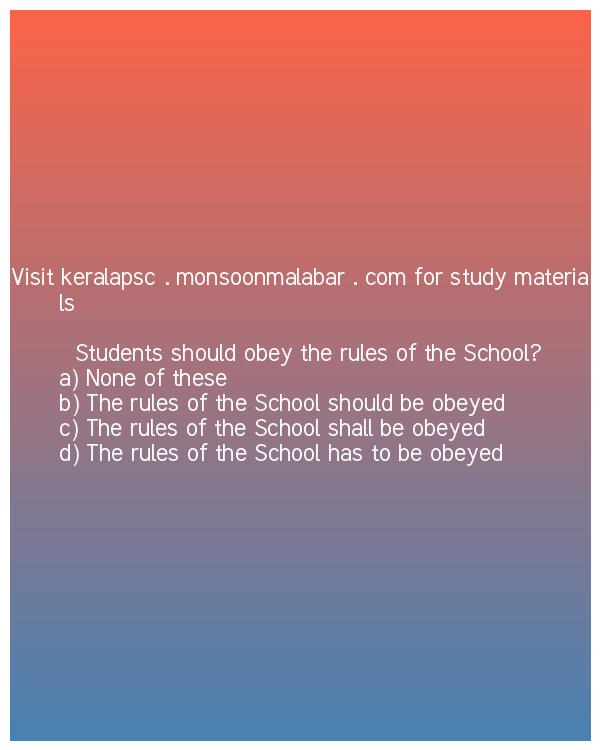 Visit keralapsc . monsoonmalabar . com for study materia
ls
Students should obey the rules of the School?
a) None of these
b) The rules of the School should be obeyed
c) The rules of the School shall be obeyed
d) The rules of the School has to be obeyed